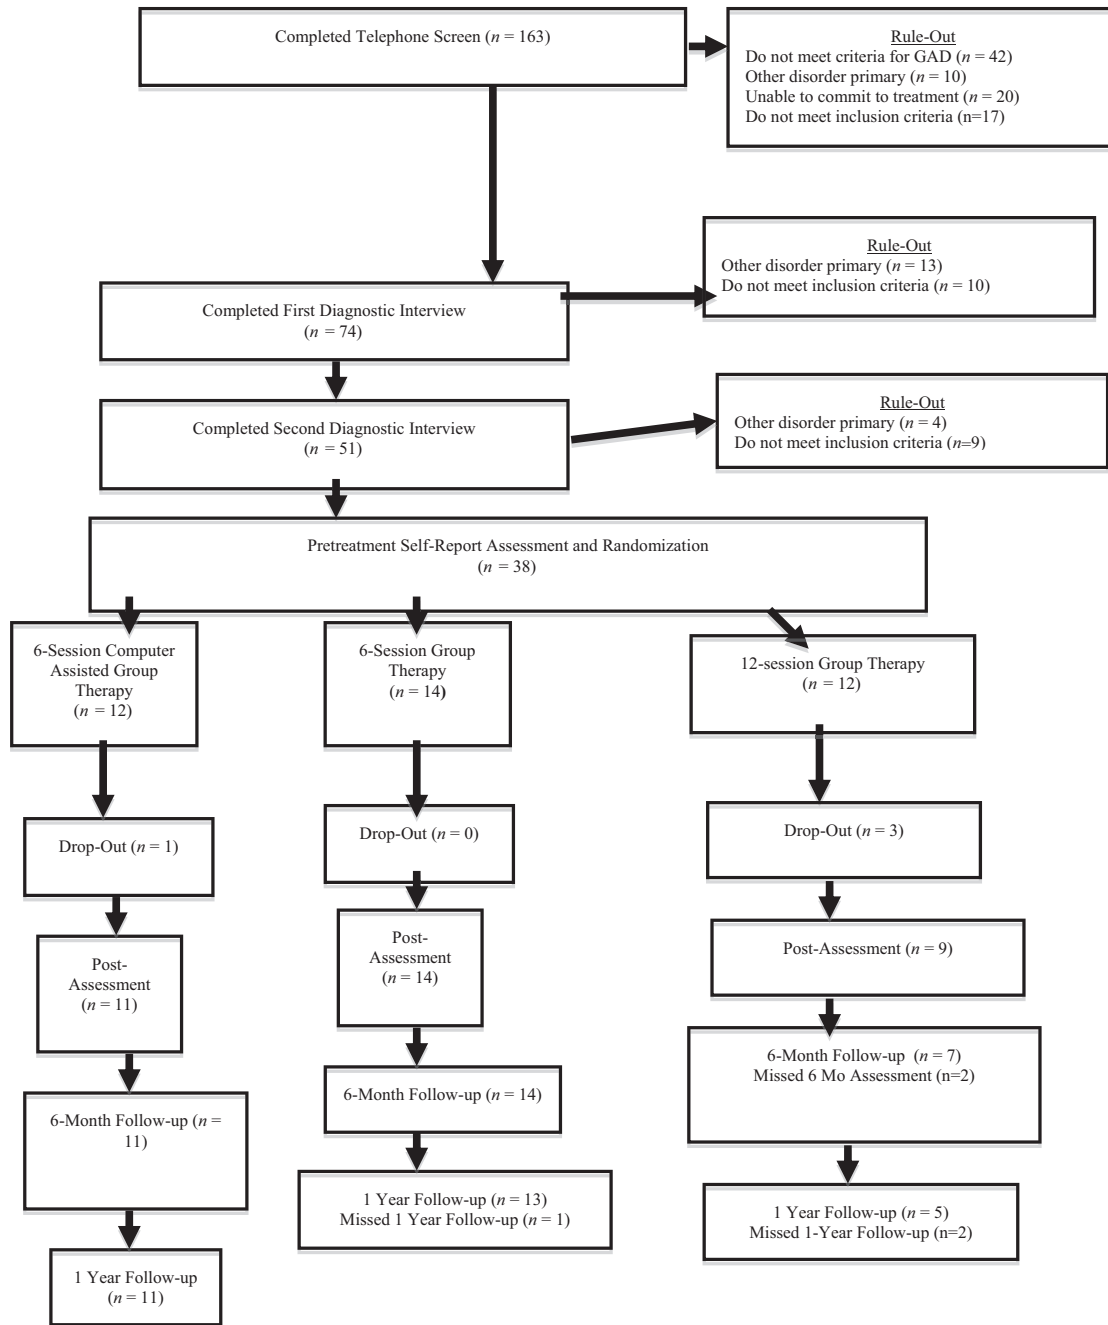 Completed Telephone Screen (n = 163)
Rule-Out
Do not meet criteria for GAD (n = 42)
Other disorder primary (n = 10)
Unable to commit to treatment (n = 20)
Do not meet inclusion criteria (n=17)
Rule-Out
Other disorder primary (n = 13)
Do not meet inclusion criteria (n = 10)
Completed First Diagnostic Interview
(n = 74)
Rule-Out
Other disorder primary (n = 4)
Do not meet inclusion criteria (n=9)
Completed Second Diagnostic Interview
(n = 51)
Pretreatment Self-Report Assessment and Randomization
(n = 38)
6-Session Computer
Assisted Group
Therapy
(n = 12)
6-Session Group
Therapy
(n = 14)
12-session Group Therapy
(n = 12)
Drop-Out (n = 1)
Drop-Out (n = 0)
Drop-Out (n = 3)
Post-
Assessment
(n = 11)
Post-
Assessment
(n = 14)
Post-Assessment (n = 9)
6-Month Follow-up (n =
11)
6-Month Follow-up (n = 14)
6-Month Follow-up (n = 7)
Missed 6 Mo Assessment (n=2)
1 Year Follow-up
(n = 11)
1 Year Follow-up (n = 13)
Missed 1 Year Follow-up (n = 1)
1 Year Follow-up (n = 5)
Missed 1-Year Follow-up (n=2)